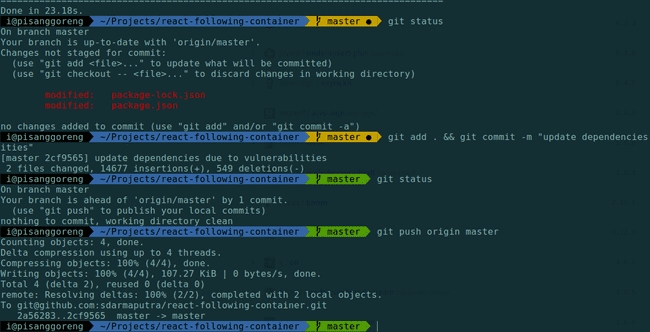 Done in 23.18s.
i@pisanggoreng ~/Projects/react-following-container master ● git status
On branch master
Your branch is up-to-date with 'origin/master'.
Changes not staged for commit:
(use "git add <file>..." to update what will be committed)
(use "git checkout -- <file>..." to discard changes in working directory)
modified: package-lock.json
modified: package.json
no changes added to commit (use "git add" and/or "git commit -a")
i@pisanggoreng ~/Projects/react-following-container master ● git add . && git commit -m "update dependencies
ities"
[master 2cf9565] update dependencies due to vulnerabilities
2 files changed, 14677 insertions(+), 549 deletions(-)
i@pisanggoreng ~/Projects/react-following-container master git status
On branch master
Your branch is ahead of 'origin/master' by 1 commit.
(use "git push" to publish your local commits)
nothing to commit, working directory clean
i@pisanggoreng ~/Projects/react-following-container master git push origin master
Counting objects: 4, done.
Delta compression using up to 4 threads.
Compressing objects: 100% (4/4), done.
Writing objects: 100% (4/4), 107.27 KiB | 0 bytes/s, done.
Total 4 (delta 2), reused 0 (delta 0)
remote: Resolving deltas: 100% (2/2), completed with 2 local objects.
To git@github.com:sdarmaputra/react-following-container.git
2a56283..2cf9565 master -> master
i@pisanggoreng ~/Projects/react-following-container master